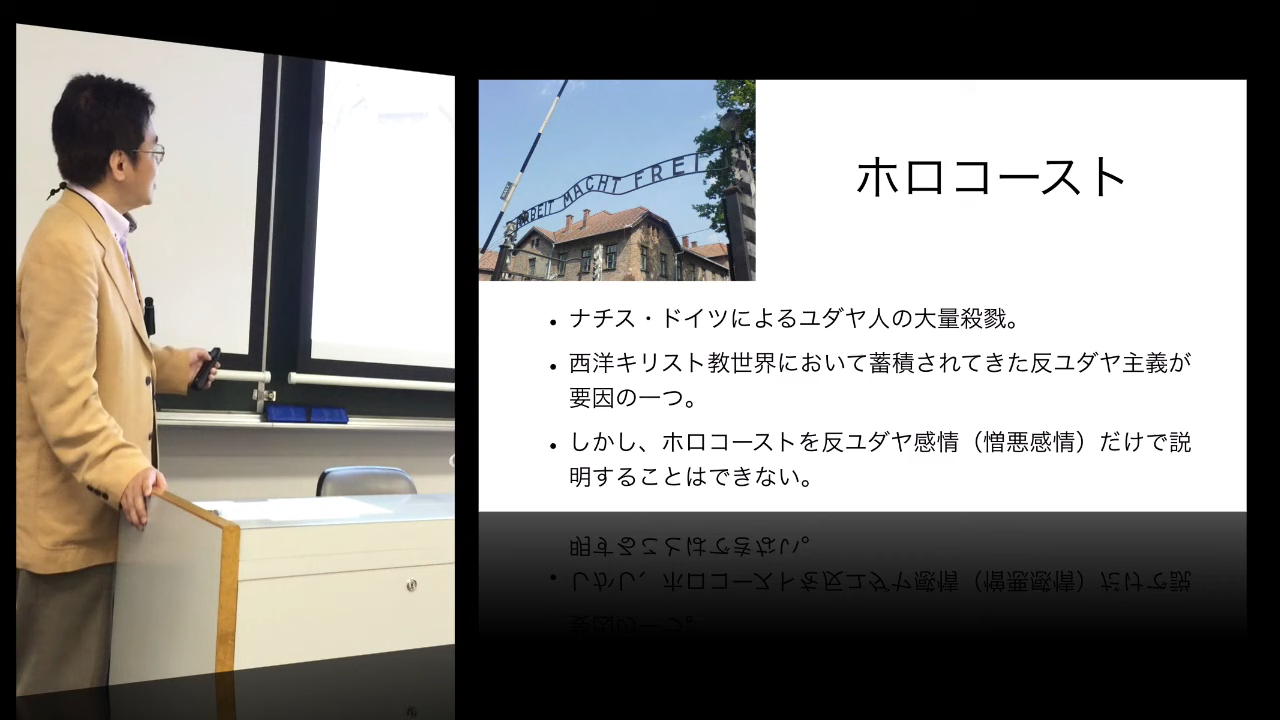 ARBEIT MACHT FREI
ホロコースト
• ナチス・ドイツによるユダヤ人の大量殺戮。
• 西洋キリスト教世界において蓄積されてきた反ユダヤ主義が
要因の一つ。
• しかし、ホロコーストを反ユダヤ感情（憎悪感情）だけで説
明することはできない。